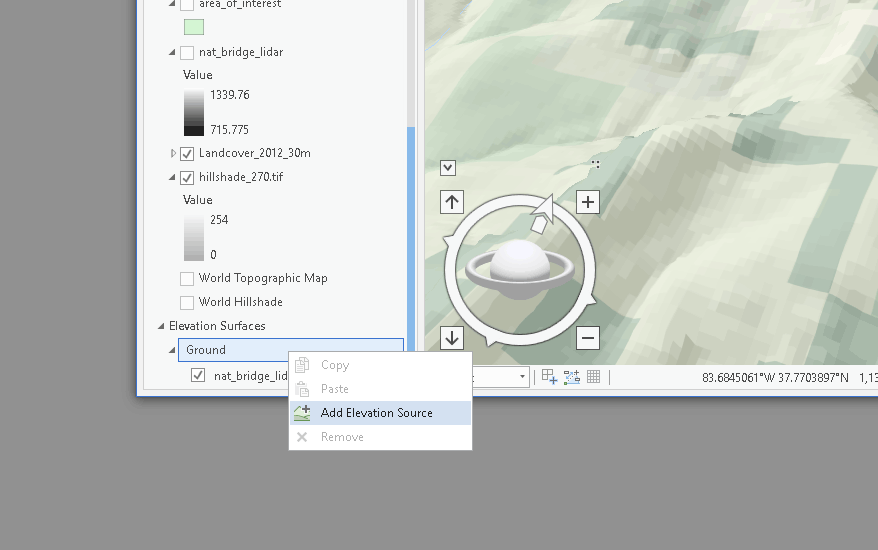 area_of_interest
nat_bridge_lidar
Value
1339.76
715.775
Landcover_2012_30m
hillshade_270.tif
Value
254
0
World Topographic Map
World Hillshade
Elevation Surfaces
Ground
nat_bridge_lid
Copy
Paste
Add Elevation Source
Remove
83.6845061°W 37.7703897°N 1,13